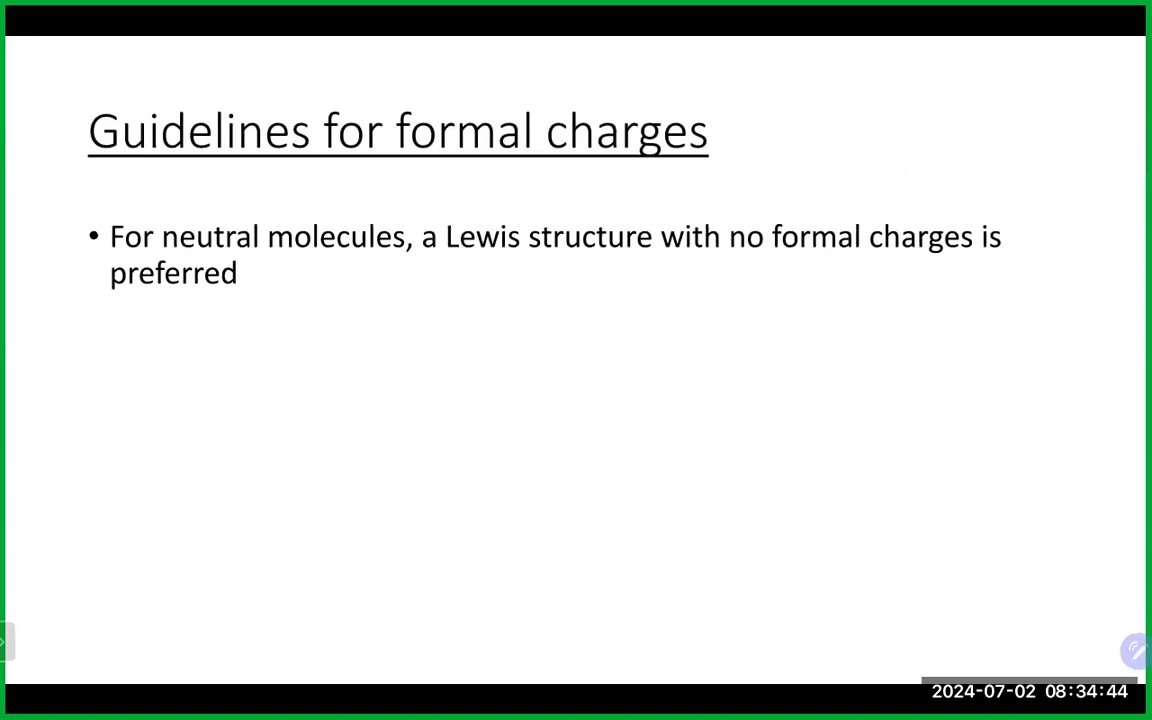 Guidelines for formal charges
• For neutral molecules, a Lewis structure with no formal charges is
preferred
2024-07-02 08:34:44